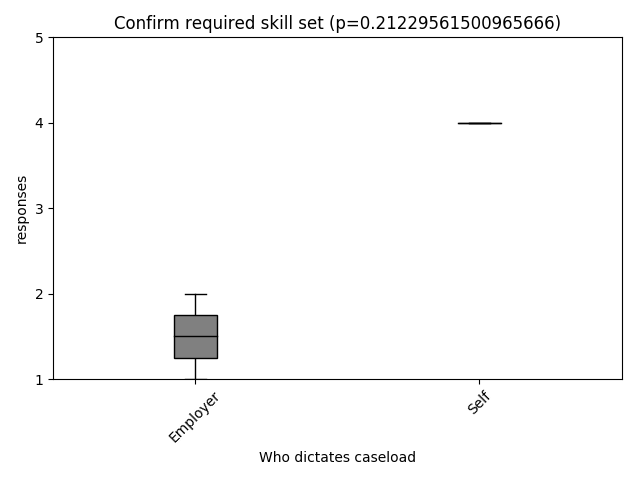 Confirm required skill set (p=0.21229561500965666)
5
4
3
2
1
responses
Employer
Self
Who dictates caseload